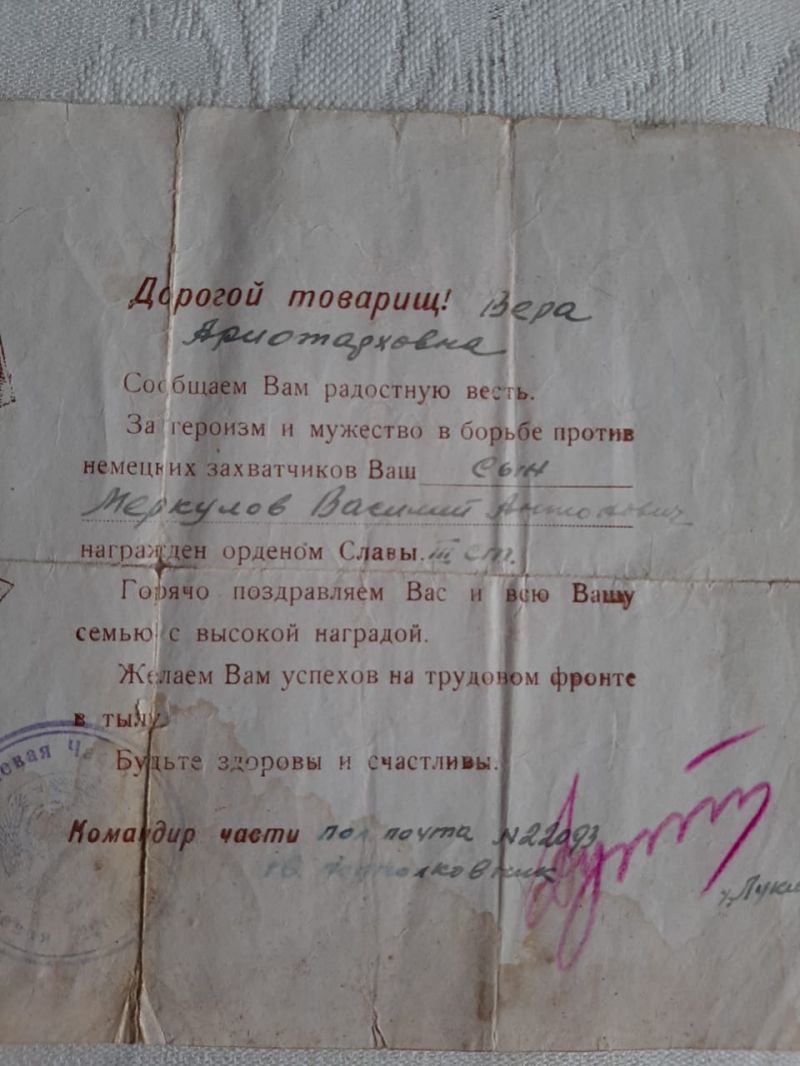 Дорогой товарищ! Вера
Аристарховна
Сообщаем Вам радостную весть.
За героизм и мужество в борьбе против
немецких захватчиков Ваш сын
Меркулов Василий Антонович
награжден орденом Славы. III ст.
Горячо поздравляем Вас и всю Вашу
семью с высокой наградой.
Желаем Вам успехов на трудовом фронте
в тылу.
Будьте здоровы и счастливы.
Командир части пол почта N22093
гв. подполковник